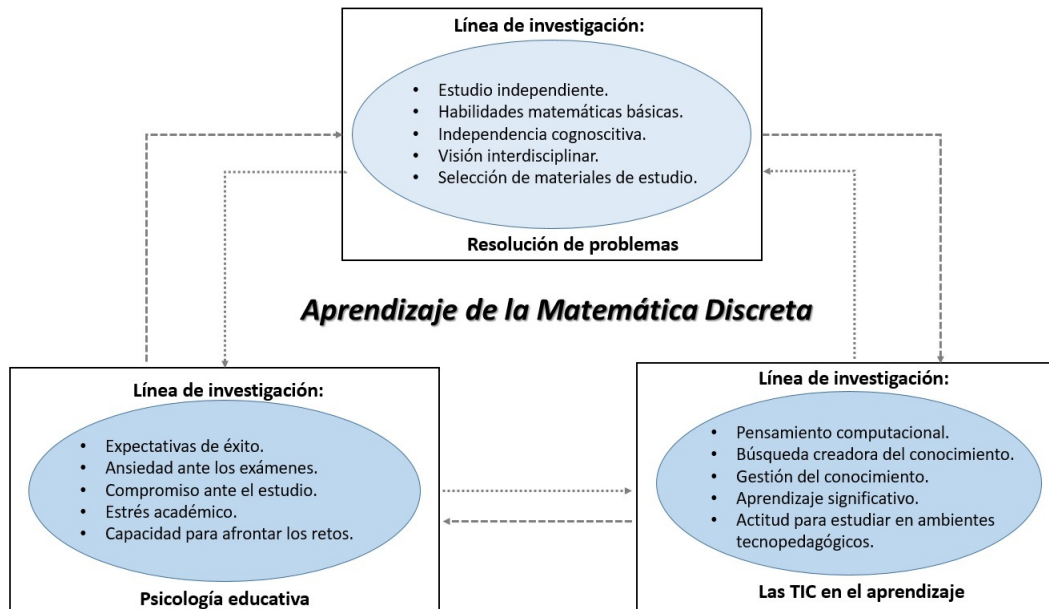 Línea de investigación:
• Estudio independiente.
• Habilidades matemáticas básicas.
• Independencia cognoscitiva.
• Visión interdisciplinar.
• Selección de materiales de estudio.
Resolución de problemas
Aprendizaje de la Matemática Discreta
Línea de investigación:
• Expectativas de éxito.
• Ansiedad ante los exámenes.
• Compromiso ante el estudio.
• Estrés académico.
• Capacidad para afrontar los retos.
Psicología educativa
Línea de investigación:
• Pensamiento computacional.
• Búsqueda creadora del conocimiento.
• Gestión del conocimiento.
• Aprendizaje significativo.
• Actitud para estudiar en ambientes
tecnopedagógicos.
Las TIC en el aprendizaje